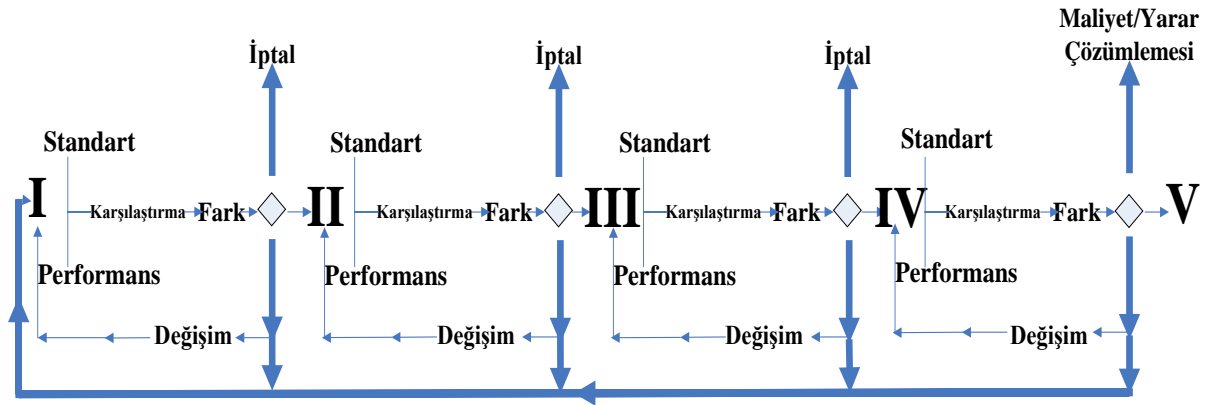 Maliyet/Yarar
Çözümlemesi
İptal İptal İptal
Standart Standart Standart Standart
I Karşılaştırma Fark II Karşılaştırma Fark III Karşılaştırma Fark IV Karşılaştırma Fark V
Performans Performans Performans Performans
Değişim Değişim Değişim Değişim